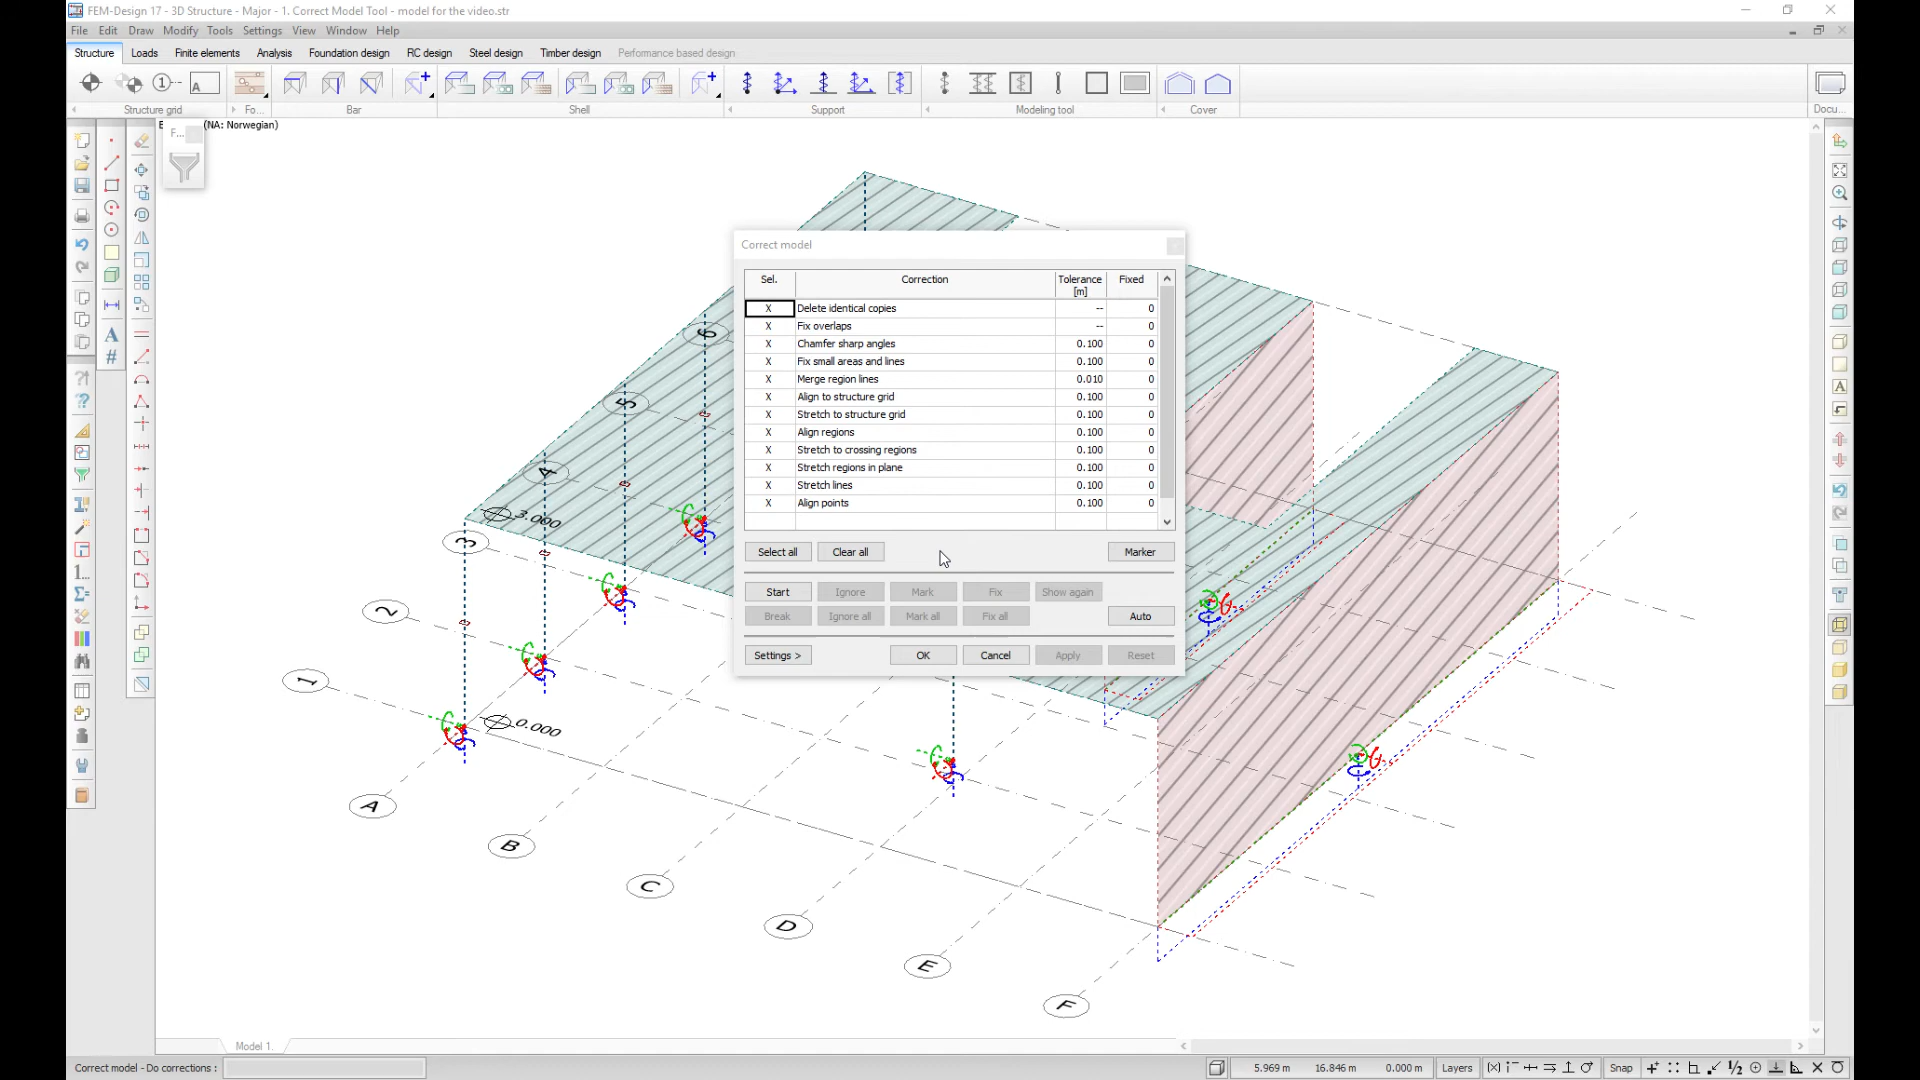 FEM-Design 17 - 3D Structure - Major - 1. Correct Model Tool - model for the video.str
File Edit Draw Modify Tools Settings View Window Help
Structure Loads Finite elements Analysis Foundation design RC design Steel design Timber design Performance based design
Structure grid Fo... Bar Shell Support Modeling tool Cover Docu...
(NA: Norwegian)
F...
Correct model
Sel. Correction Tolerance [m] Fixed
X Delete identical copies -- 0
X Fix overlaps -- 0
X Chamfer sharp angles 0.100 0
X Fix small areas and lines 0.100 0
X Merge region lines 0.010 0
X Align to structure grid 0.100 0
X Stretch to structure grid 0.100 0
X Align regions 0.100 0
X Stretch to crossing regions 0.100 0
X Stretch regions in plane 0.100 0
X Stretch lines 0.100 0
X Align points 0.100 0
Select all Clear all Marker
Start Ignore Mark Fix Show again
Break Ignore all Mark all Fix all Auto
Settings > OK Cancel Apply Reset
6
5
4
3.000
3
2
1
0.000
A
B
C
D
E
F
Model 1.
Correct model - Do corrections :
5.969 m 16.846 m 0.000 m Layers Snap